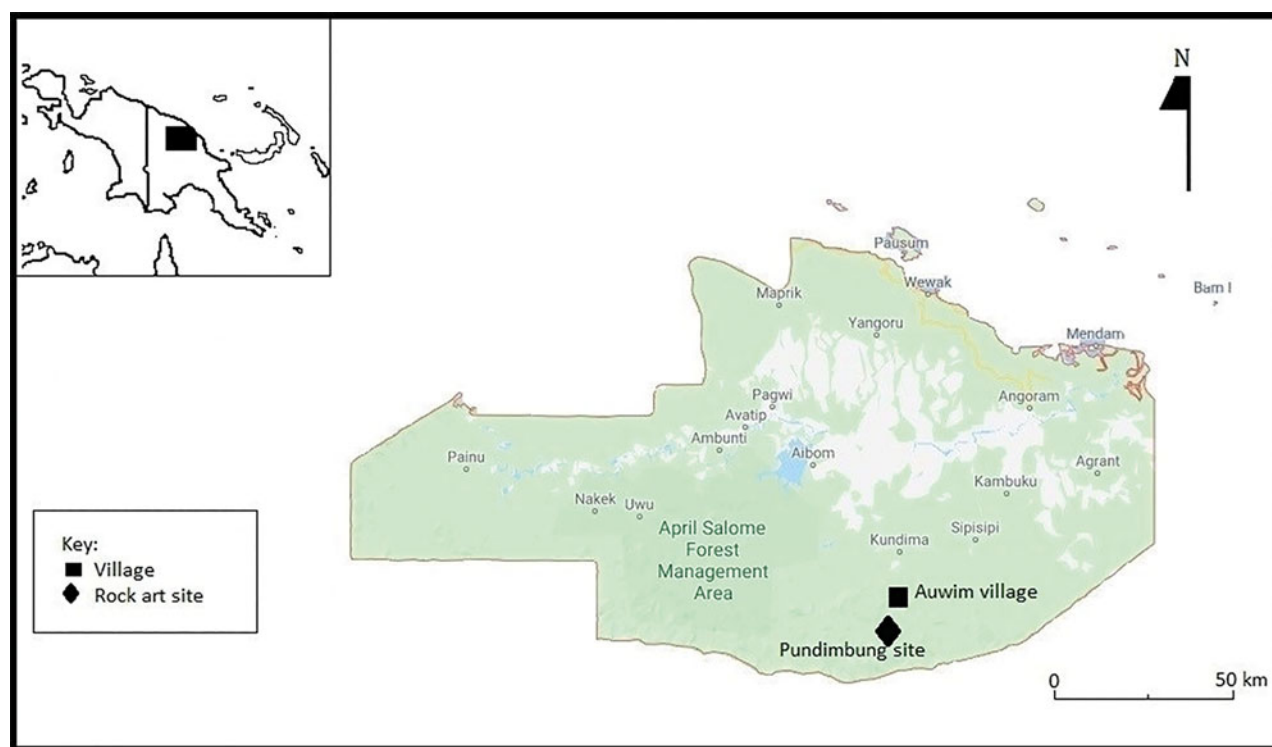 N
Pausum
Wewak
Bam I
Maprik
Yangoru
Mendam
Pagwi
Angoram
Avatip
Ambunti
Aibom
Painu
Agrant
Kambuku
Nakek
Uwu
April Salome
Forest
Management
Area
Kundima
Sipisipi
Key:
Village
Rock art site
Auwim village
Pundimbung site
0 50 km